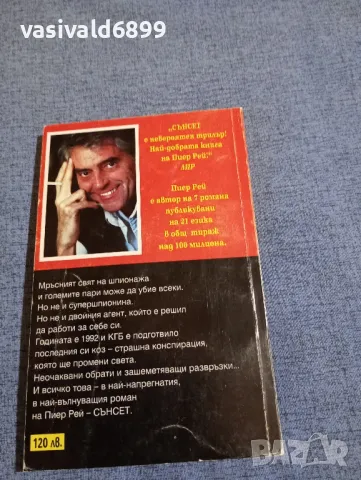 vasivald6899
„СЪНСЕТ
е невероятен трилър!
Най-добрата книга
на Пиер Рей.“
ЛИР
Пиер Рей
е автор на 7 романа
публикувани
на 21 езика
в общ тираж
над 100 милиона.
Мръсният свят на шпионажа
и големите пари може да убие всеки.
Но не и супершпионина.
Но не и двойния агент, който е решил
да работи за себе си.
Годината е 1992 и КГБ е подготвило
последния си коз – страшна конспирация,
която ще промени света.
Неочаквани обрати и зашеметяващи развръзки...
И всичко това – в най-напрегнатия,
в най-вълнуващия роман
на Пиер Рей – СЪНСЕТ.
120 лв.
BAZAR